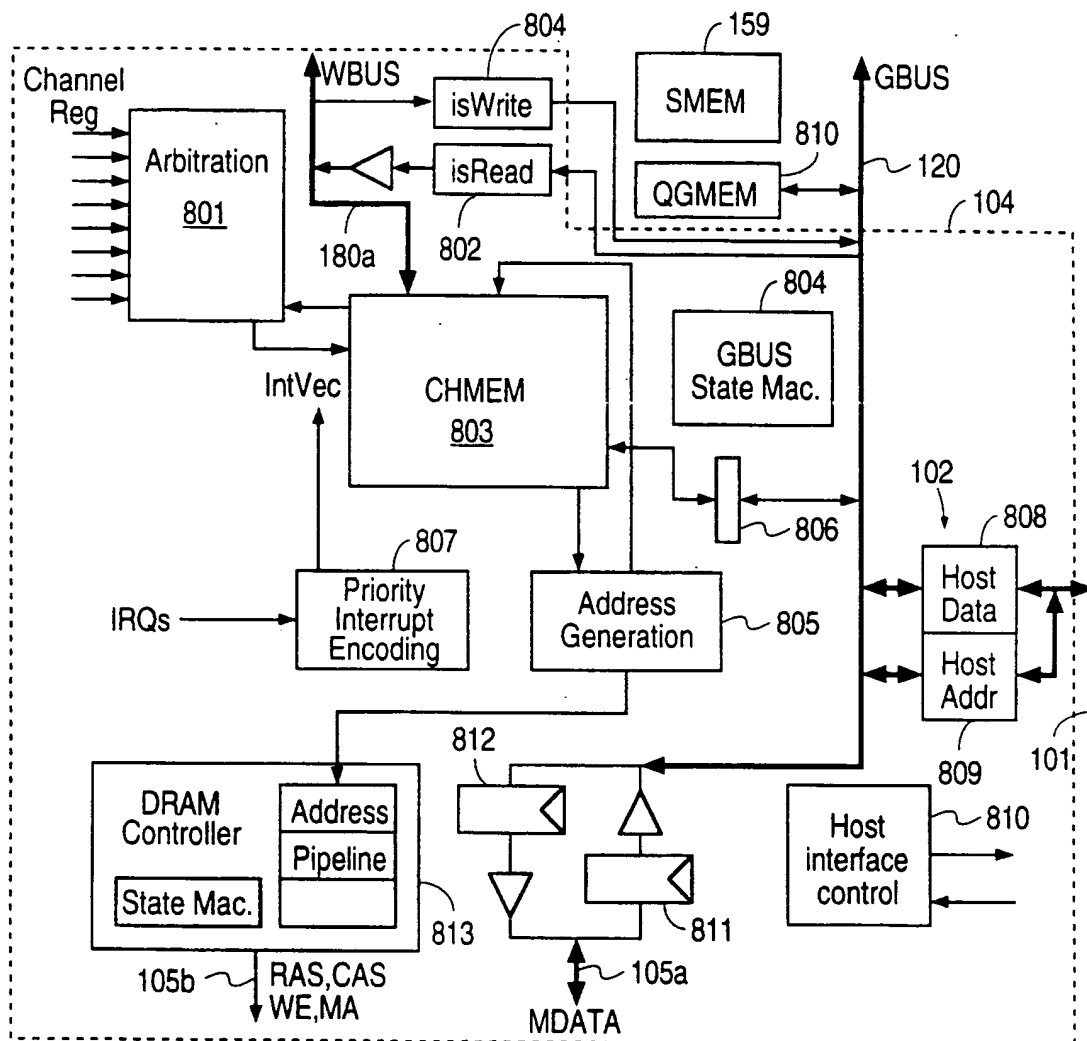 804
159
WBUS
GBUS
Channel
Reg
isWrite
SMEM
Arbitration
801
isRead
810
QGMEM
120
104
180a
802
804
GBUS
State Mac.
IntVec
CHMEM
803
102
808
806
807
Priority
Interrupt
Encoding
IRQs
Address
Generation
805
Host
Data
Host
Addr
101
809
812
DRAM
Controller
Address
Pipeline
State Mac.
813
811
Host
interface
control
810
105b
RAS,CAS
WE,MA
105a
MDATA